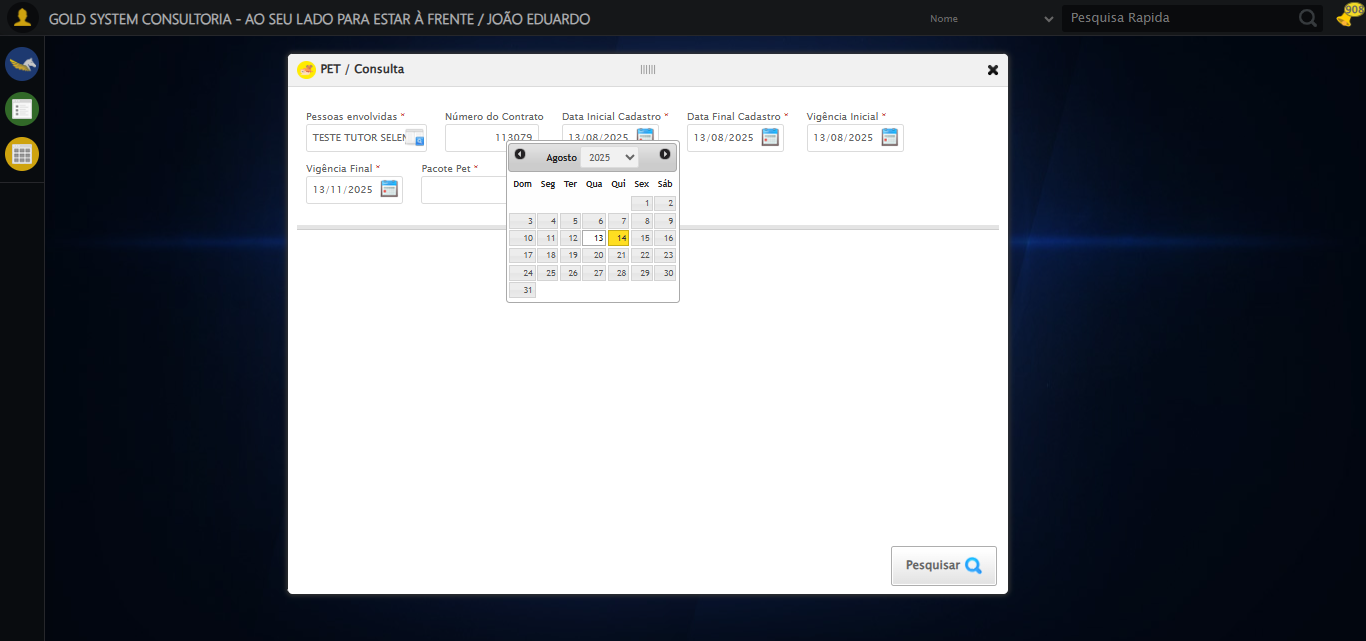 GOLD SYSTEM CONSULTORIA - AO SEU LADO PARA ESTAR À FRENTE / JOÃO EDUARDO
Nome
Pesquisa Rapida
908
PET / Consulta
Pessoas envolvidas *
Número do Contrato
Data Inicial Cadastro *
Data Final Cadastro *
Vigência Inicial *
TESTE TUTOR SELEN
113079
13/08/2025
13/08/2025
13/08/2025
Vigência Final *
Pacote Pet *
13/11/2025
Agosto 2025
Dom Seg Ter Qua Qui Sex Sáb
1 2
3 4 5 6 7 8 9
10 11 12 13 14 15 16
17 18 19 20 21 22 23
24 25 26 27 28 29 30
31
Pesquisar